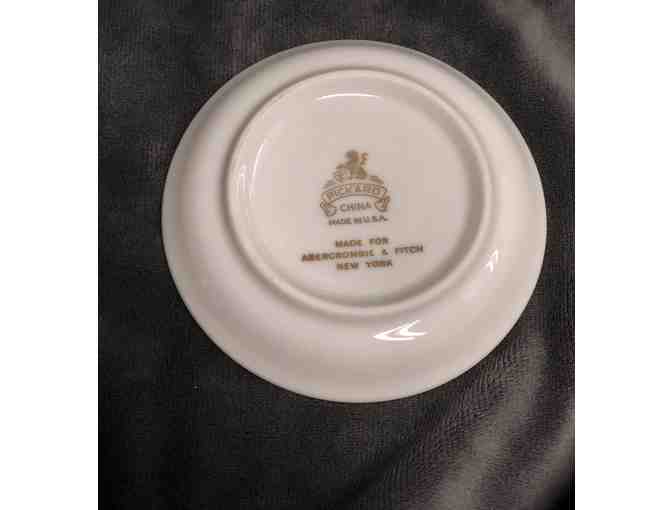 PICKARD
CHINA
MADE IN U.S.A.
MADE FOR
ABERCROMBIE & FITCH
NEW YORK